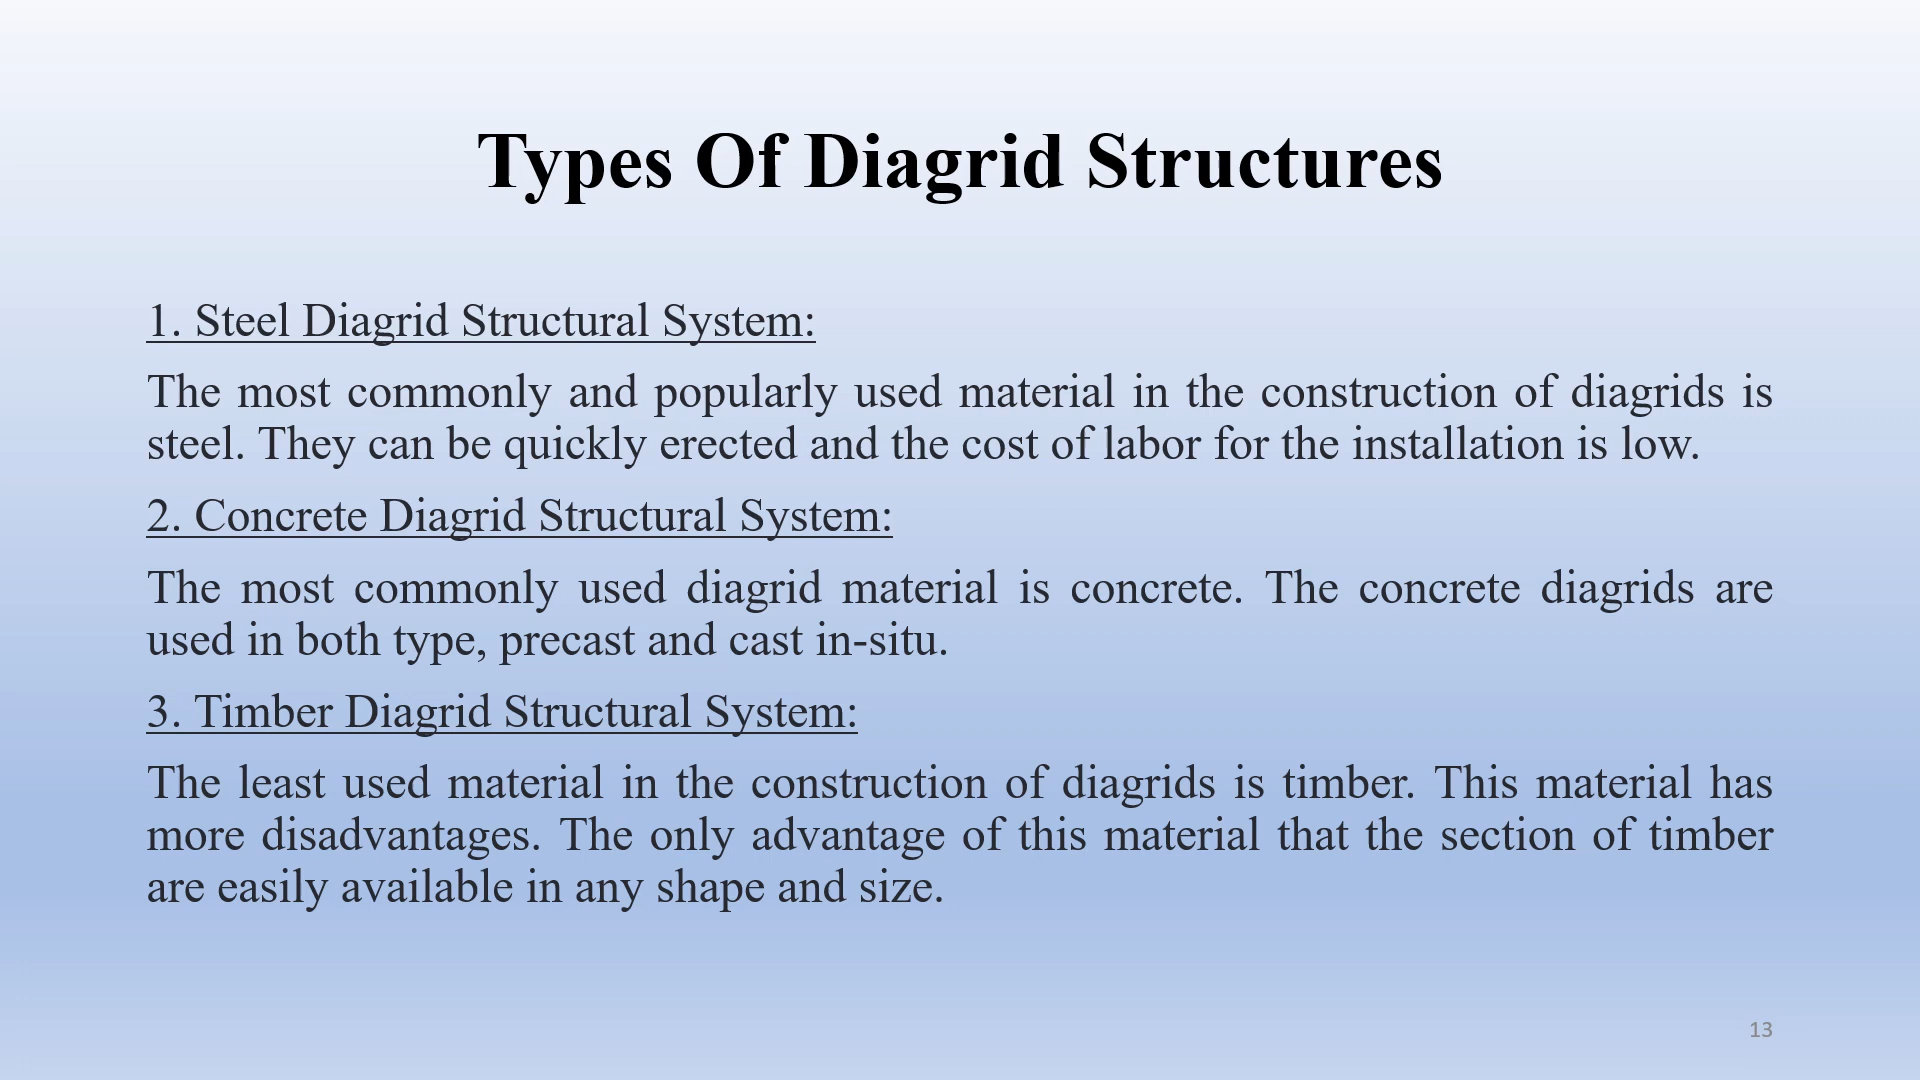 Types Of Diagrid Structures
1. Steel Diagrid Structural System:
The most commonly and popularly used material in the construction of diagrids is
steel. They can be quickly erected and the cost of labor for the installation is low.
2. Concrete Diagrid Structural System:
The most commonly used diagrid material is concrete. The concrete diagrids are
used in both type, precast and cast in-situ.
3. Timber Diagrid Structural System:
The least used material in the construction of diagrids is timber. This material has
more disadvantages. The only advantage of this material that the section of timber
are easily available in any shape and size.
13